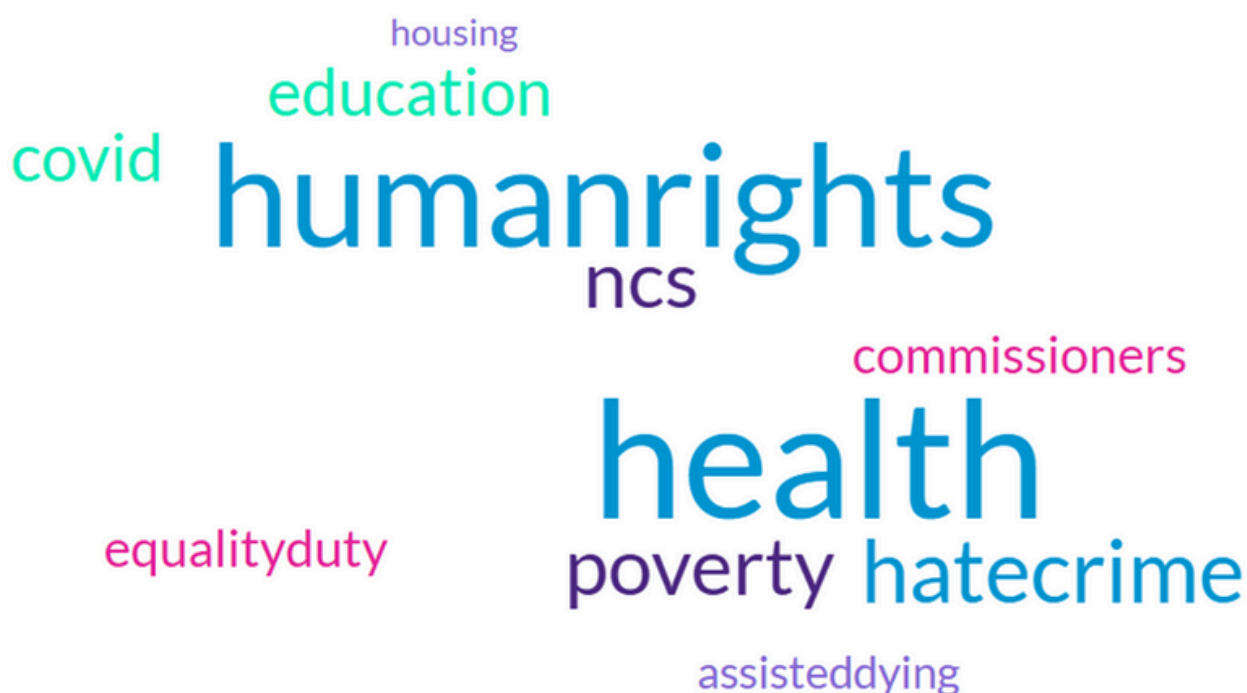 housing
education
covid
humanrights
ncs
commissioners
health
equalityduty
poverty hatecrime
assisteddying